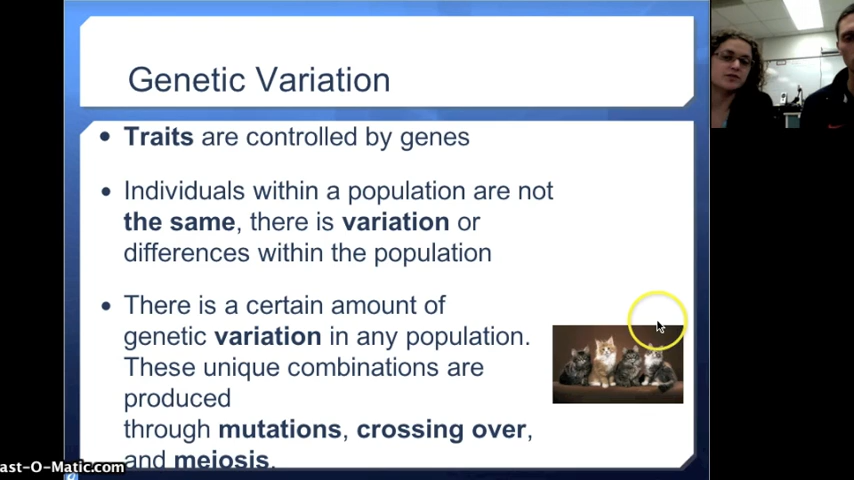 Genetic Variation
• Traits are controlled by genes
• Individuals within a population are not
the same, there is variation or
differences within the population
• There is a certain amount of
genetic variation in any population.
These unique combinations are
produced
through mutations, crossing over,
and meiosis.
ast-O-Matic.com